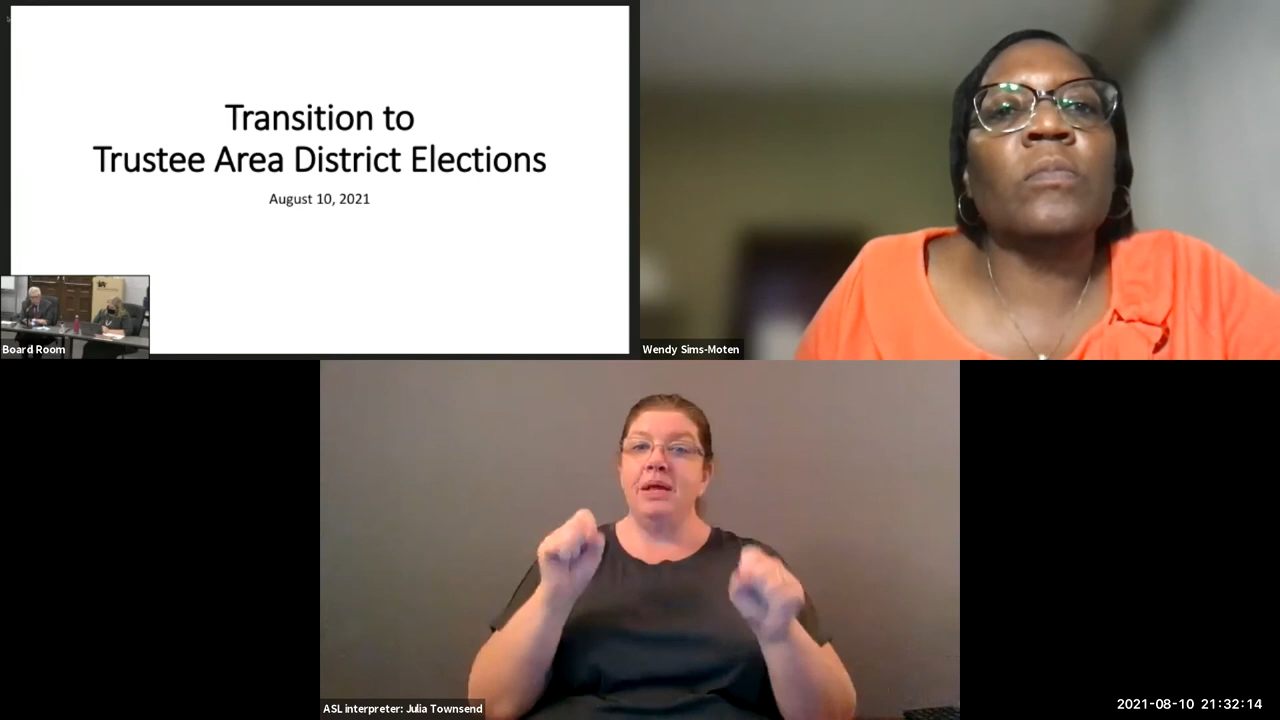 Transition to
Trustee Area District Elections
August 10, 2021
Board Room
Wendy Sims-Moten
ASL interpreter: Julia Townsend
2021-08-10 21:32:14